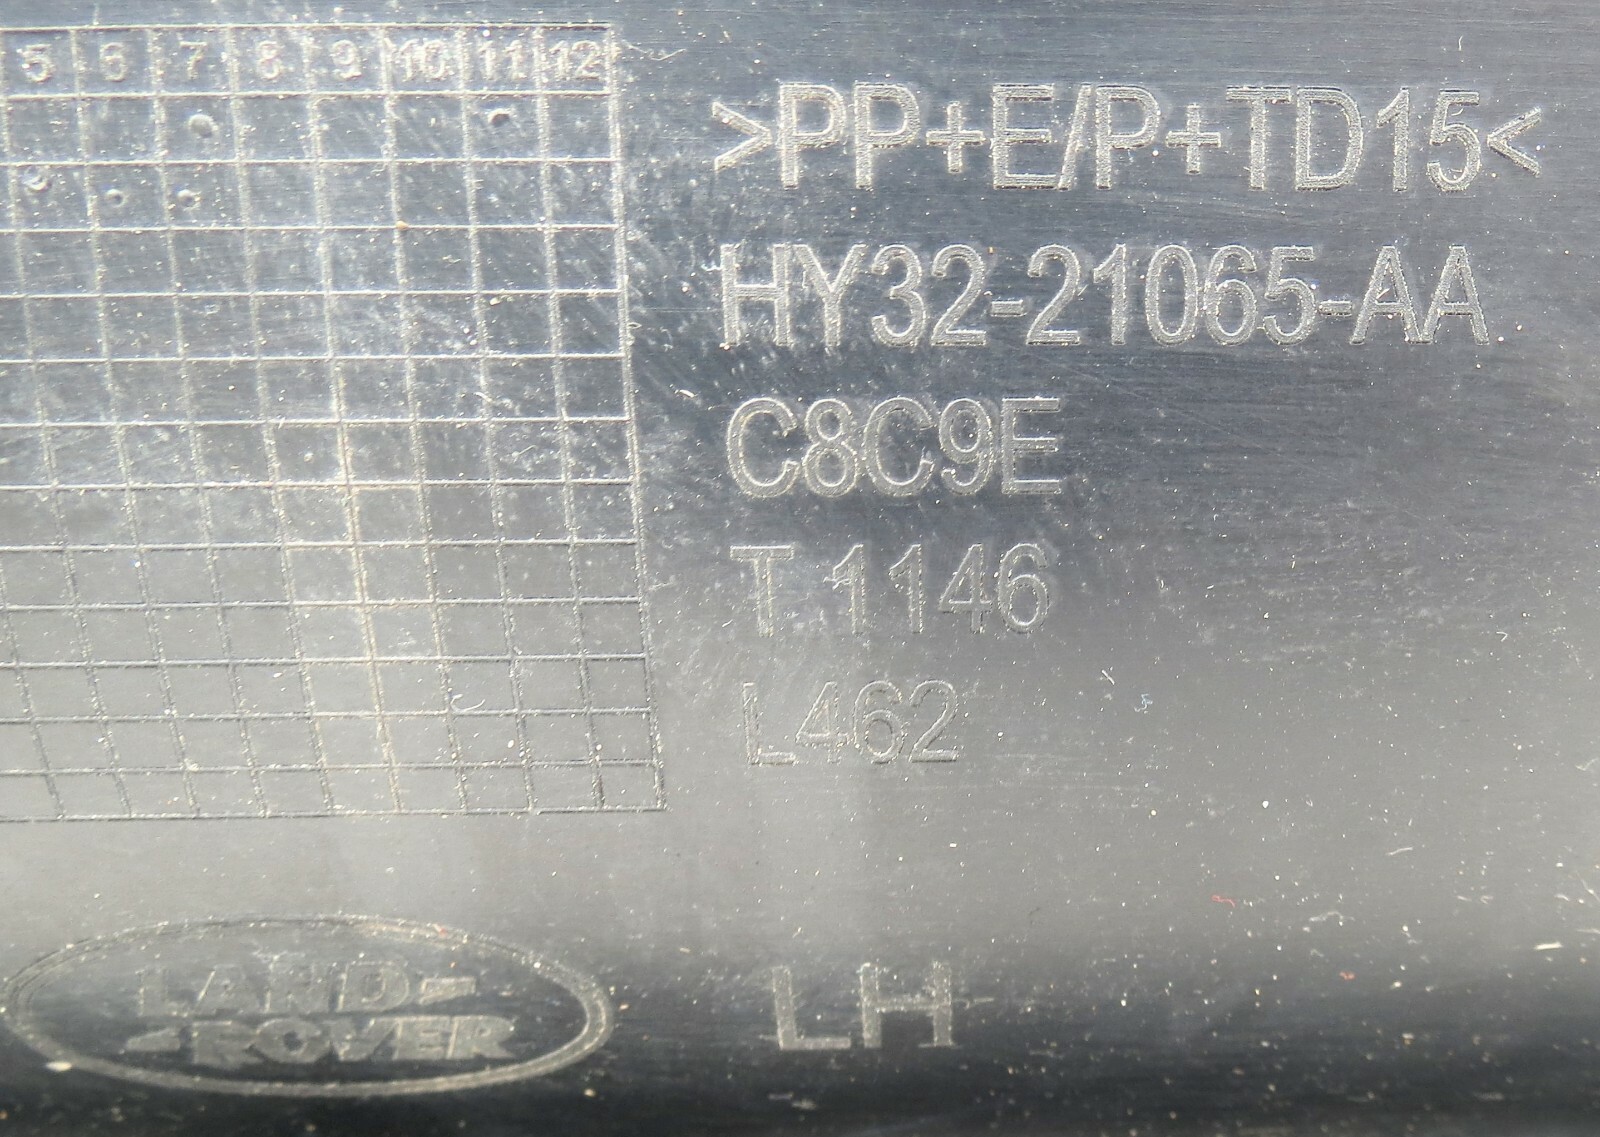 5 6 7 8 9 10 11 12
>PP+E/P+TD15<
HY32-21065-AA
C8C9E
T 1146
L462
LAND-
ROVER
LH